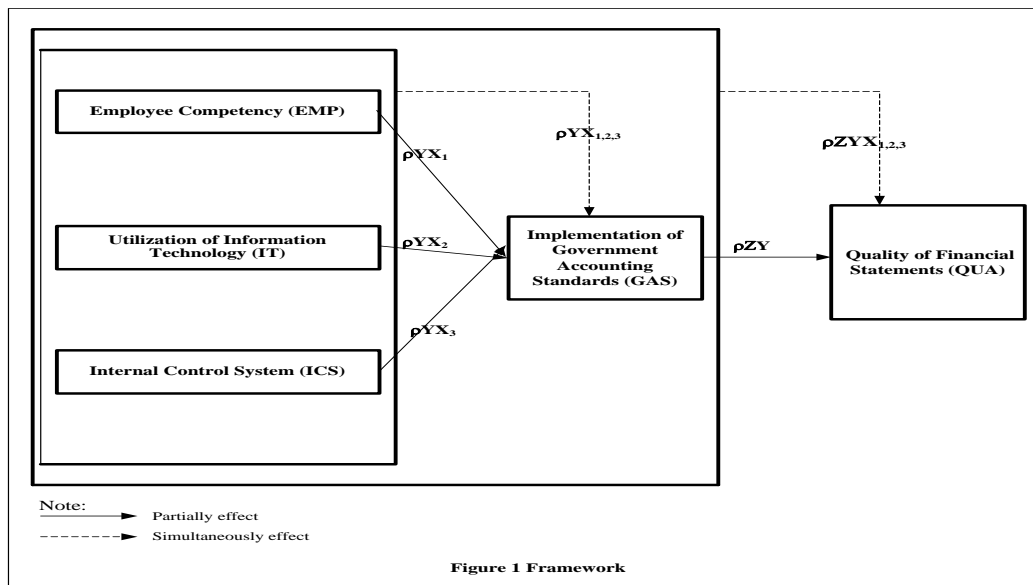 Employee Competency (EMP)
ρYX1,2,3
ρZYX1,2,3
ρYX1
Utilization of Information
Technology (IT)
ρYX2
Implementation of
Government
Accounting
Standards (GAS)
ρZY
Quality of Financial
Statements (QUA)
ρYX3
Internal Control System (ICS)
Note:
Partially effect
Simultaneously effect
Figure 1 Framework